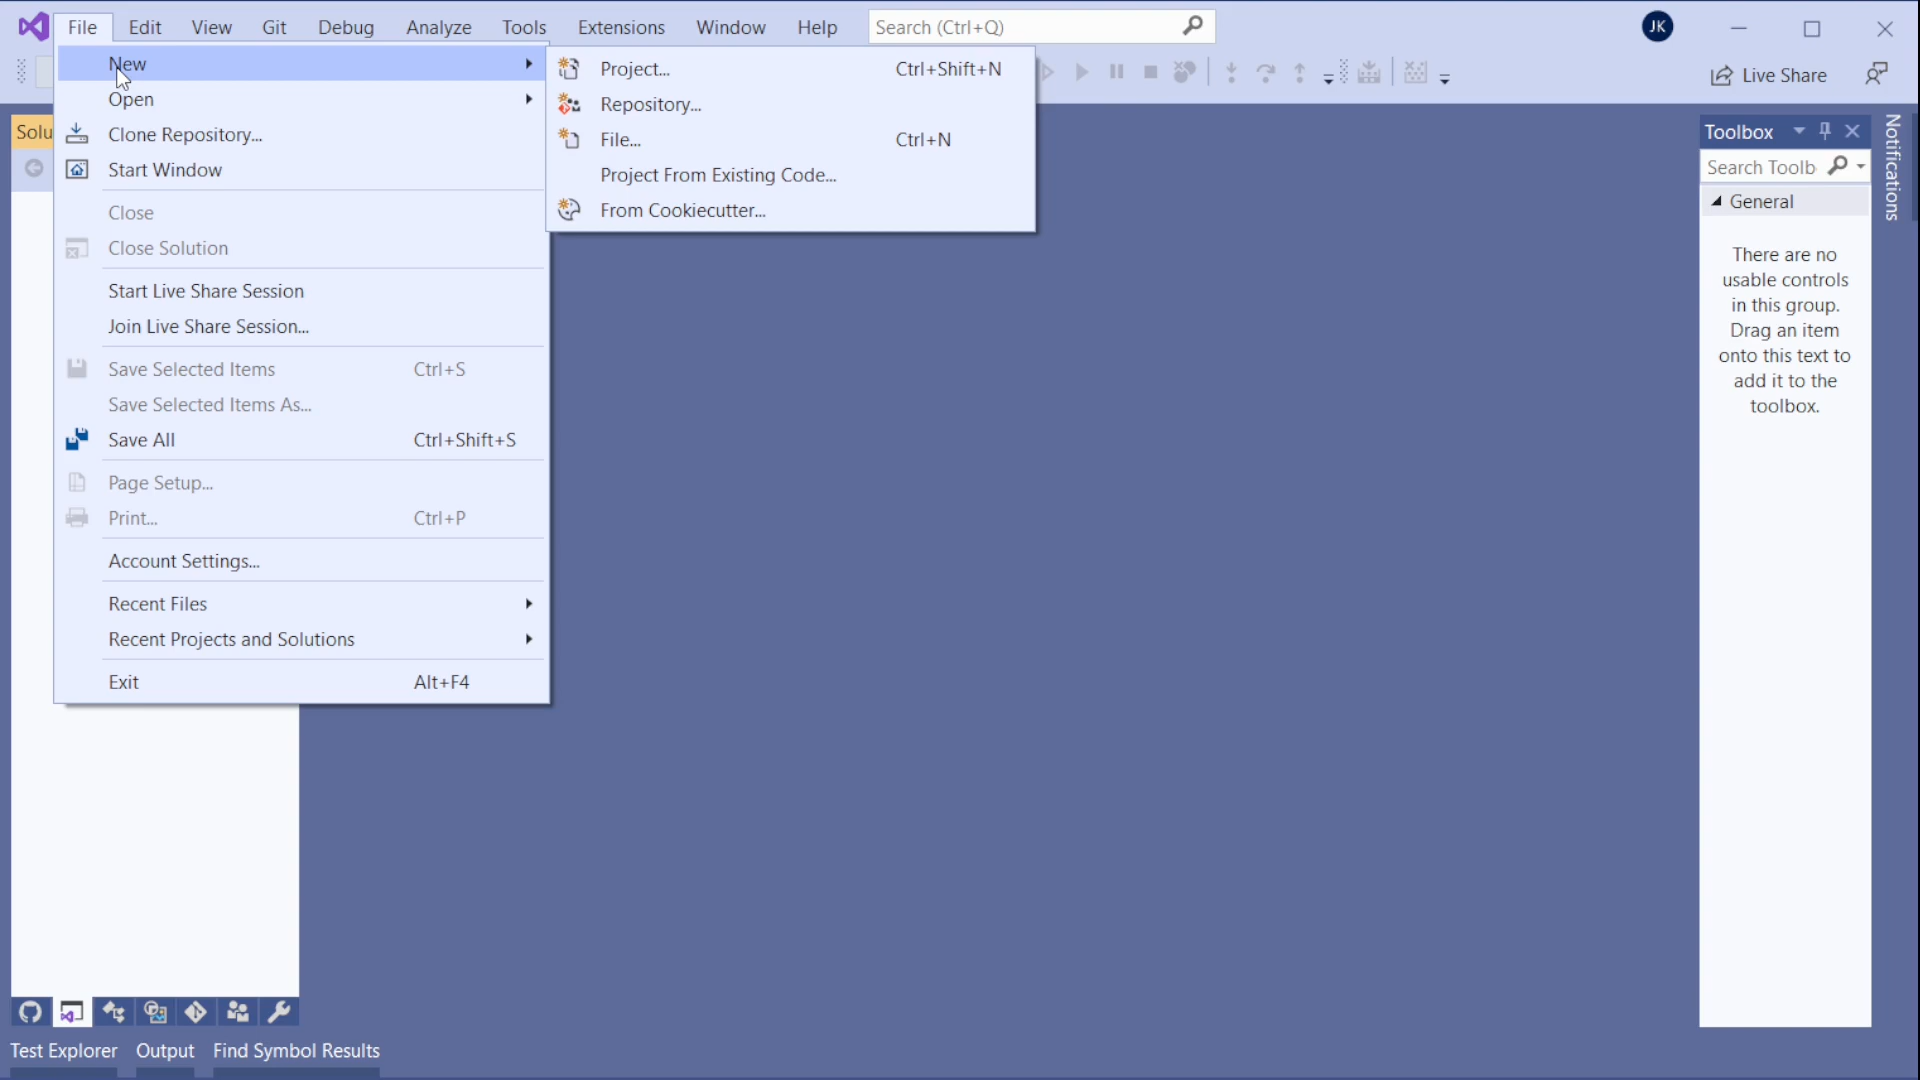 File Edit View Git Debug Analyze Tools Extensions Window Help Search (Ctrl+Q) JK
Live Share
New
Open
Clone Repository...
Start Window
Close
Close Solution
Start Live Share Session
Join Live Share Session...
Save Selected Items Ctrl+S
Save Selected Items As...
Save All Ctrl+Shift+S
Page Setup...
Print... Ctrl+P
Account Settings...
Recent Files
Recent Projects and Solutions
Exit Alt+F4
Project... Ctrl+Shift+N
Repository...
File... Ctrl+N
Project From Existing Code...
From Cookiecutter...
Solu
Toolbox
Search Toolb
General
There are no
usable controls
in this group.
Drag an item
onto this text to
add it to the
toolbox.
Notifications
Test Explorer Output Find Symbol Results